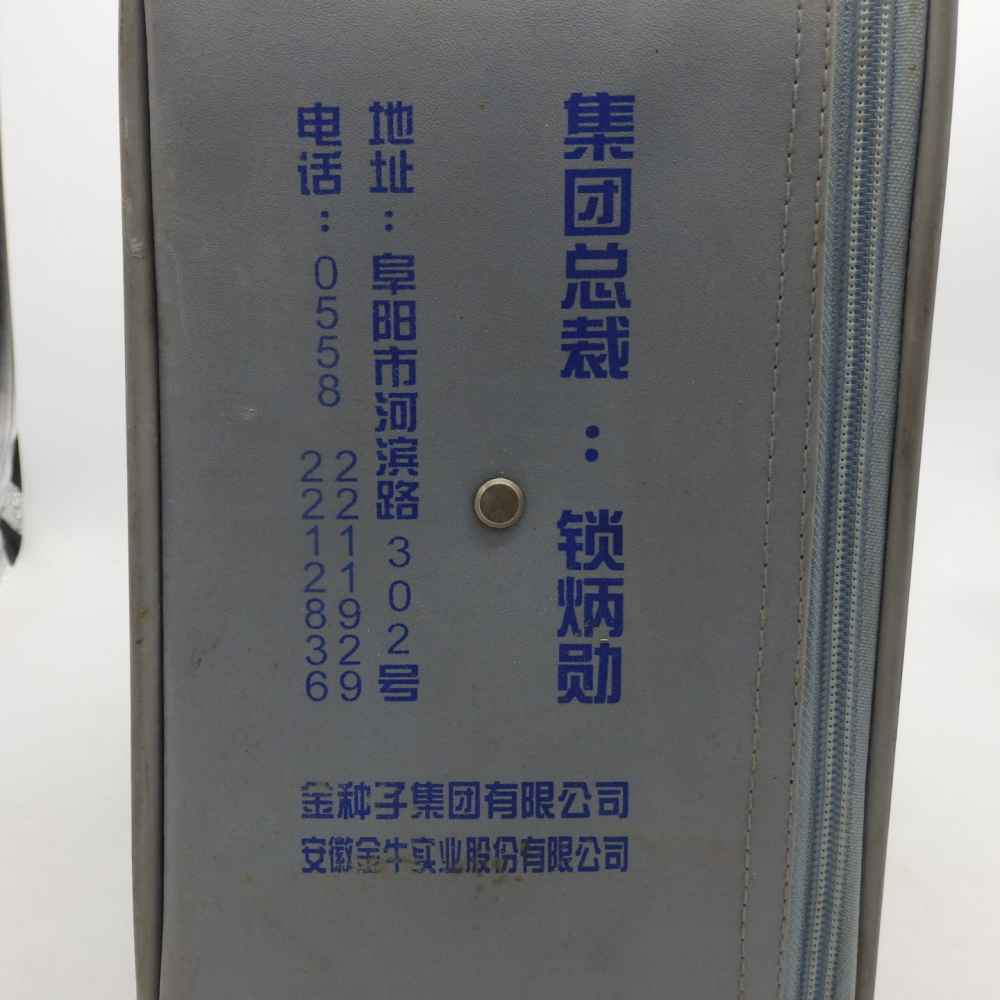 集团总裁：锁炳勋
地址：阜阳市河滨路302号
电话：0558 2211929
2212836
金种子集团有限公司
安徽金牛实业股份有限公司